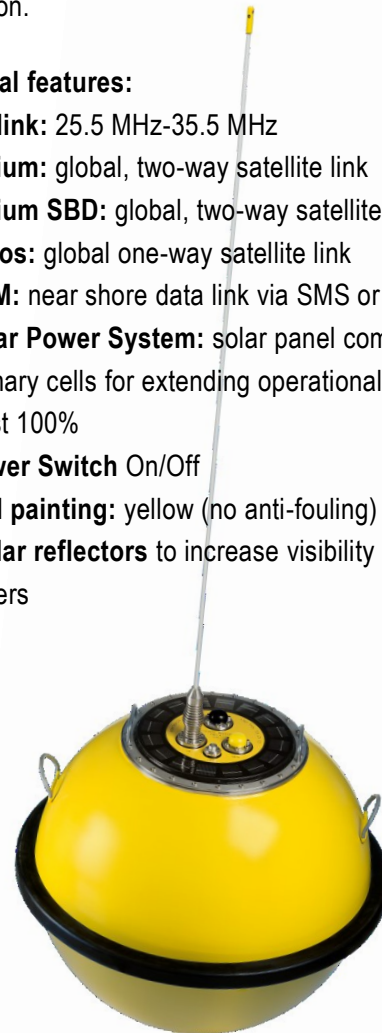 on.
al features:
link: 25.5 MHz-35.5 MHz
ium: global, two-way satellite link
ium SBD: global, two-way satellite
os: global one-way satellite link
M: near shore data link via SMS or
ar Power System: solar panel com
nary cells for extending operational
st 100%
ver Switch On/Off
l painting: yellow (no anti-fouling)
lar reflectors to increase visibility
ers